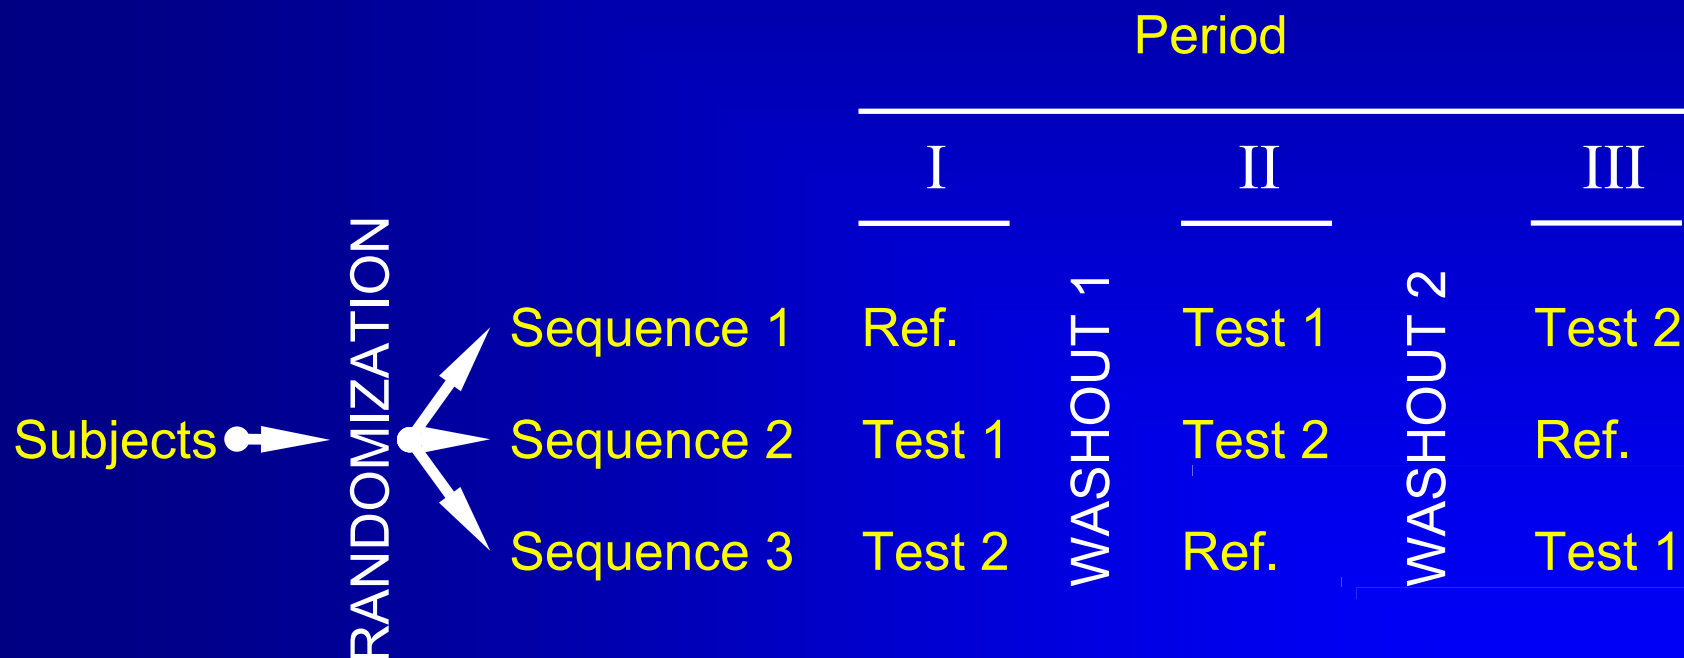 Period
I II III
RANDOMIZATION
WASHOUT 1
WASHOUT 2
Sequence 1 Ref. Test 1 Test 2
Subjects Sequence 2 Test 1 Test 2 Ref.
Sequence 3 Test 2 Ref. Test 1